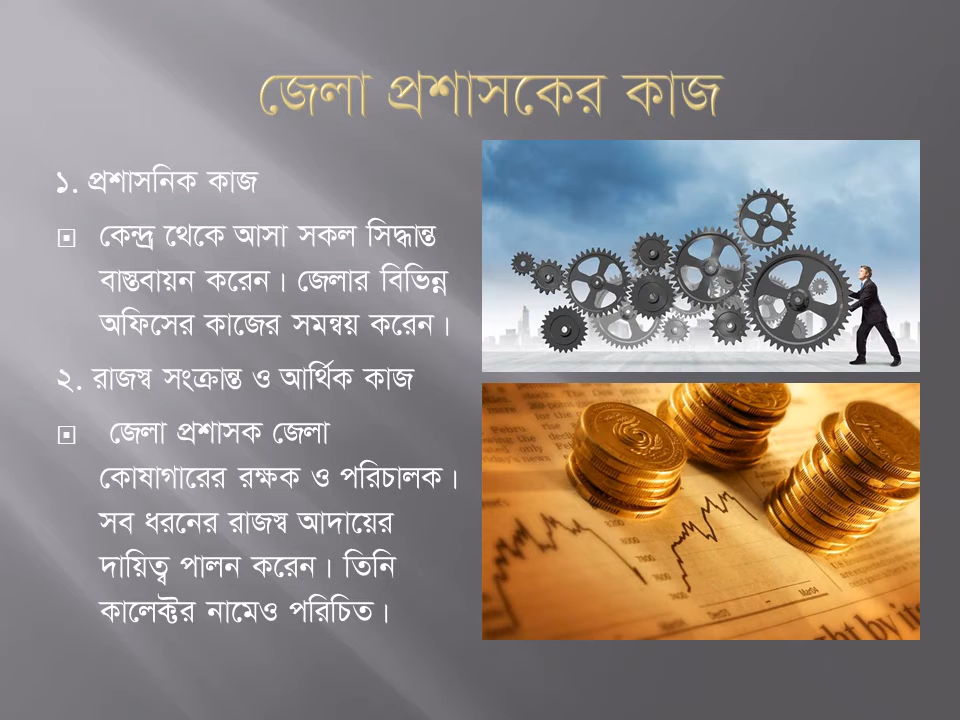 জেলা প্রশাসকের কাজ
১. প্রশাসনিক কাজ
কেন্দ্র থেকে আসা সকল সিদ্ধান্ত
বাস্তবায়ন করেন। জেলার বিভিন্ন
অফিসের কাজের সমন্বয় করেন।
২. রাজস্ব সংক্রান্ত ও আর্থিক কাজ
জেলা প্রশাসক জেলা
কোষাগারের রক্ষক ও পরিচালক।
সব ধরনের রাজস্ব আদায়ের
দায়িত্ব পালন করেন। তিনি
কালেক্টর নামেও পরিচিত।